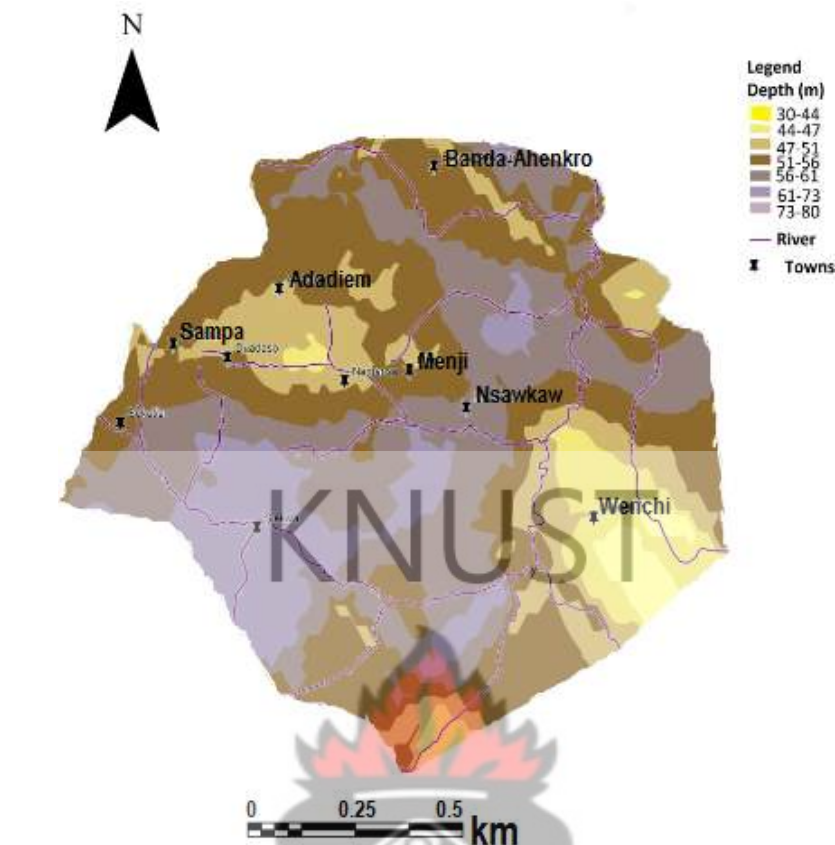 N
Legend
Depth (m)
30-44
44-47
47-51
51-56
56-61
61-73
73-80
River
Towns
Banda-Ahenkro
Adadiem
Sampa
Menji
Nsawkaw
Wenchi
KNUST
0 0.25 0.5
km